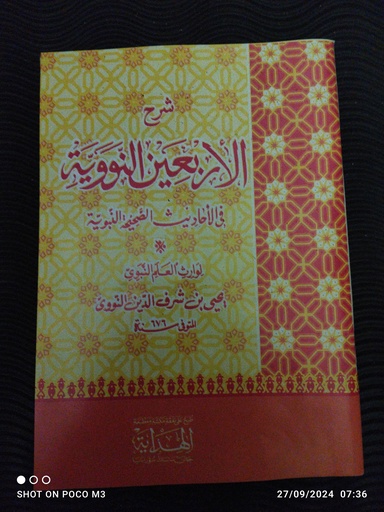 شرح
الأربعين النووية
في الأحاديث الصحيحة النبوية
لوارث العلم النبوي
يحيى بن شرف الدين النووي
المتوفى سنة ٦٧٦
الهداية
SHOT ON POCO M3
27/09/2024 07:36